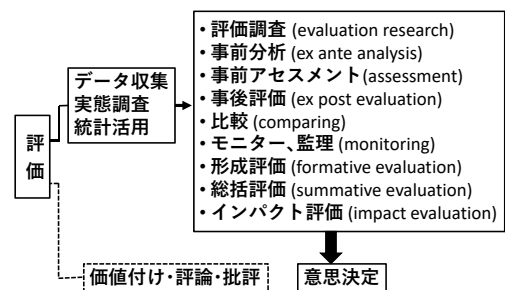 評
価
データ収集
実態調査
統計活用
・評価調査 (evaluation research)
・事前分析 (ex ante analysis)
・事前アセスメント(assessment)
・事後評価 (ex post evaluation)
・比較 (comparing)
・モニター、監理 (monitoring)
・形成評価 (formative evaluation)
・総括評価 (summative evaluation)
・インパクト評価 (impact evaluation)
価値付け・評論・批評
意思決定